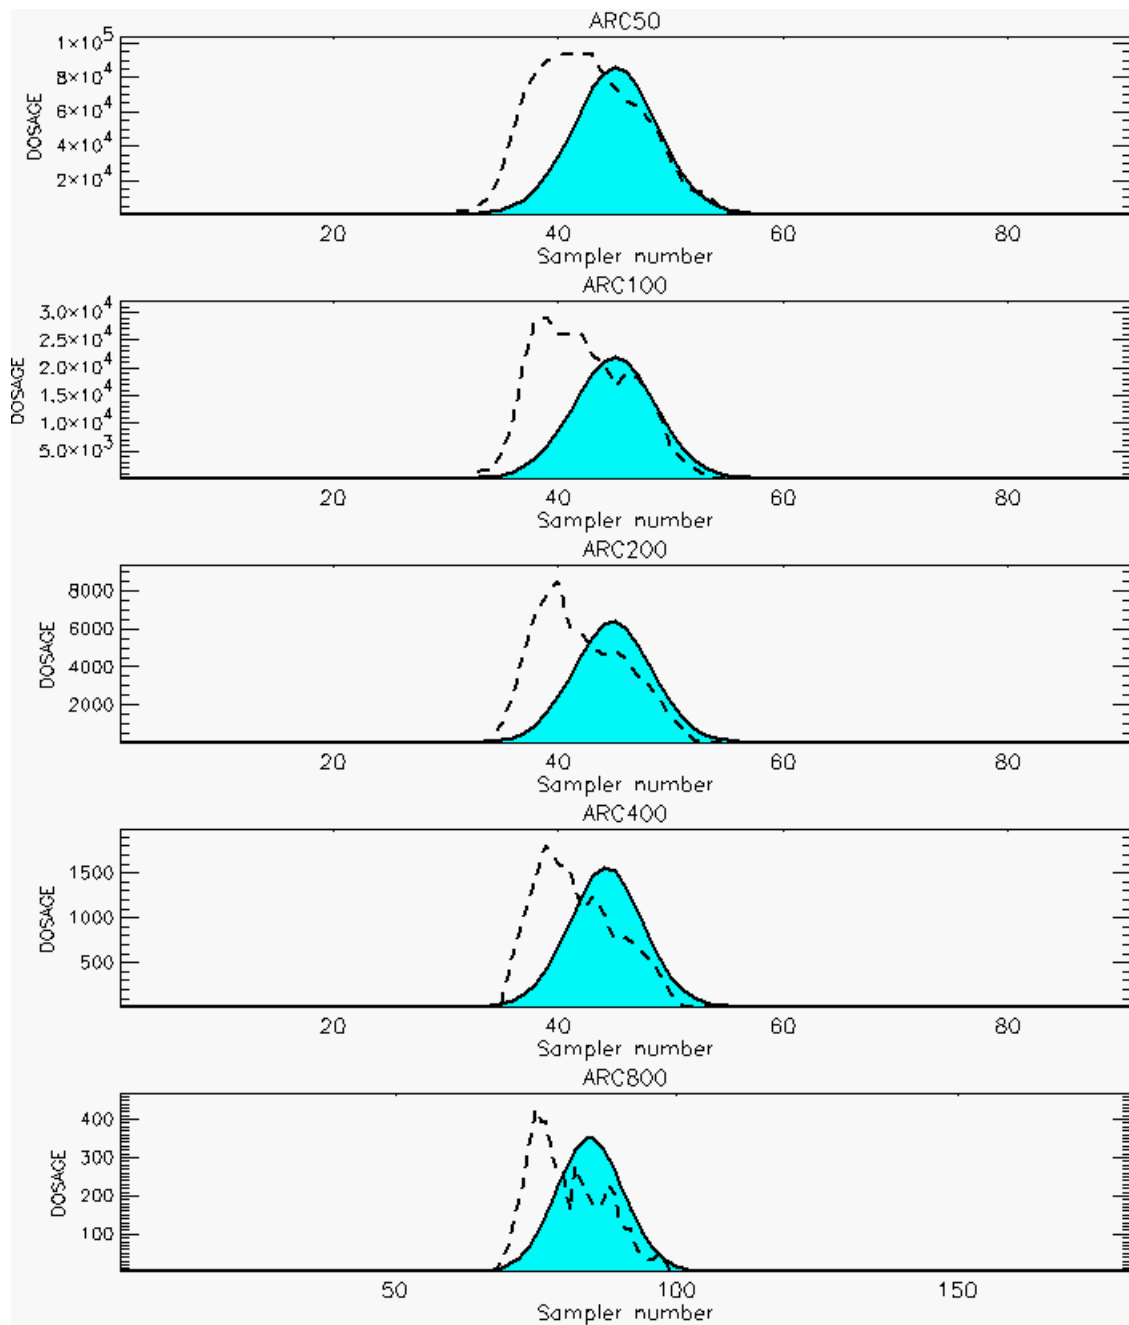 ARC50
1×10⁵
8×10⁴
6×10⁴
4×10⁴
2×10⁴
DOSAGE
20 40 60 80
Sampler number
ARC100
3.0×10⁴
2.5×10⁴
2.0×10⁴
1.5×10⁴
1.0×10⁴
5.0×10³
DOSAGE
20 40 60 80
Sampler number
ARC200
8000
6000
4000
2000
DOSAGE
20 40 60 80
Sampler number
ARC400
1500
1000
500
DOSAGE
20 40 60 80
Sampler number
ARC800
400
300
200
100
DOSAGE
50 100 150
Sampler number